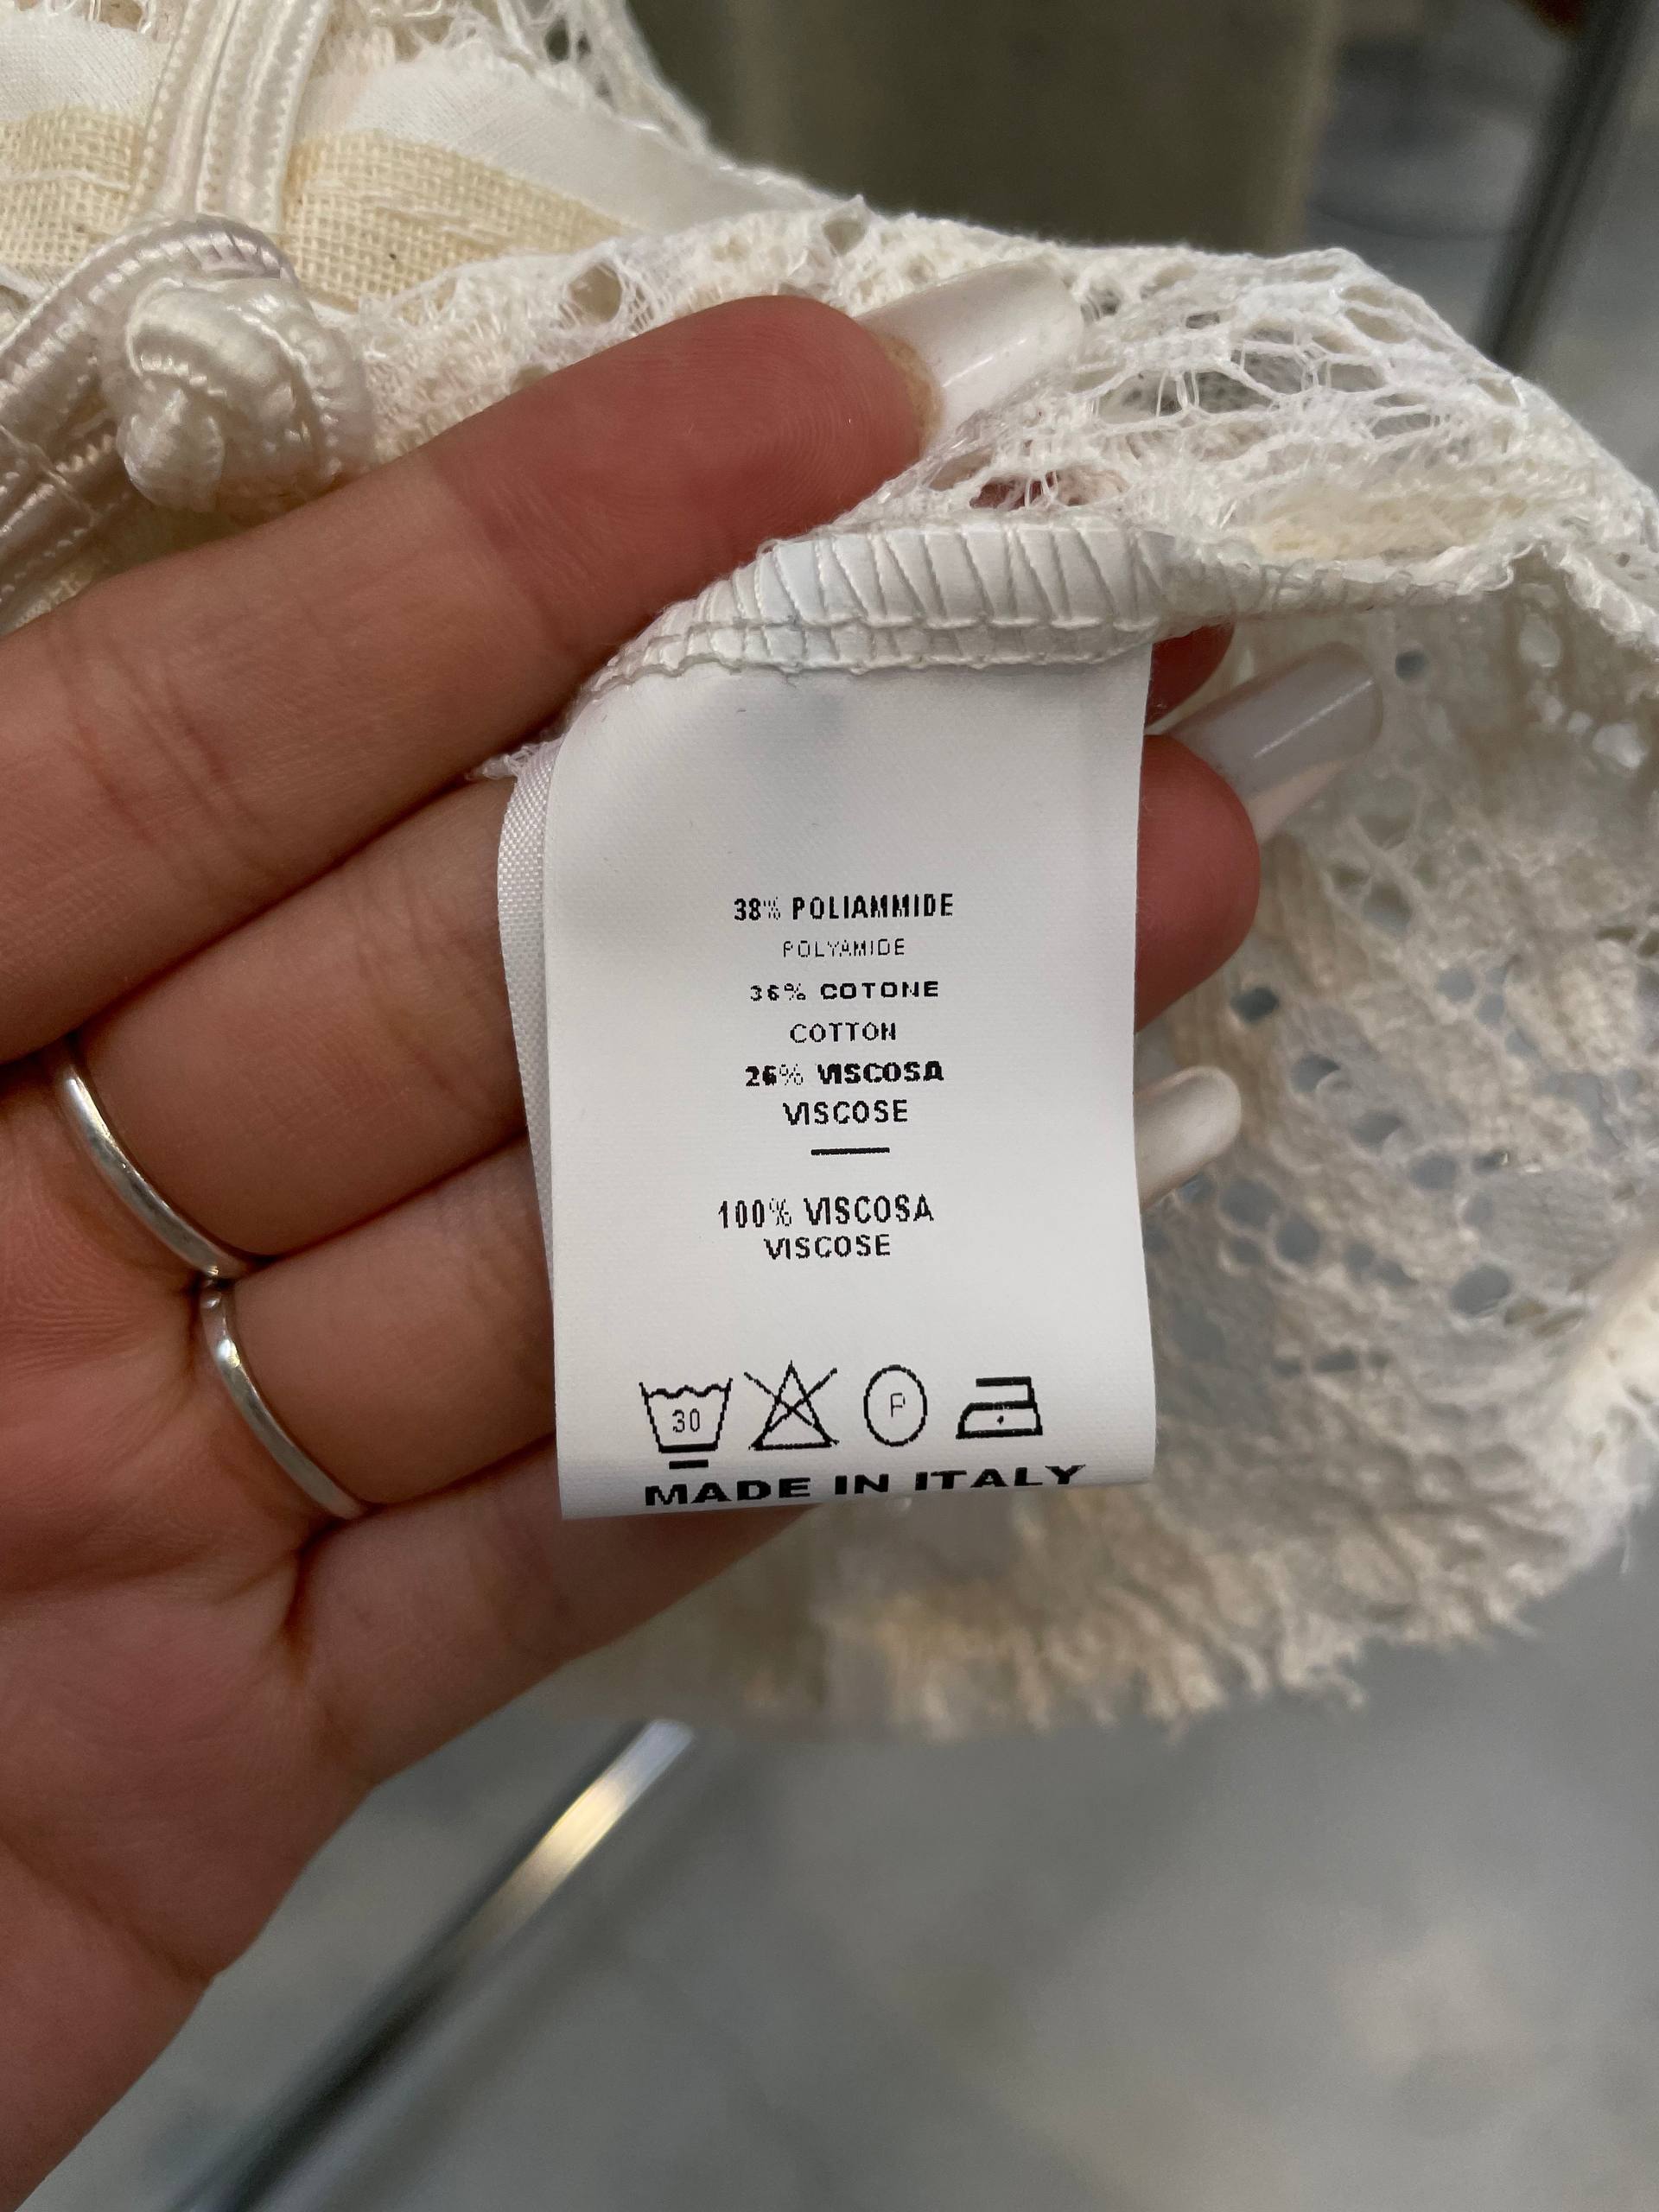 38% POLIAMMIDE
POLYAMIDE
36% COTONE
COTTON
26% VISCOSA
VISCOSE
100% VISCOSA
VISCOSE
30 P
MADE IN ITALY